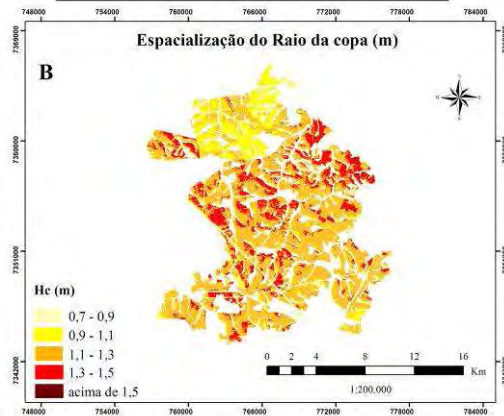 748000 754000 760000 766000 772000 778000 784000
Espacialização do Raio da copa (m)
B
N
7360000
7351000
7342000
Hc (m)
0,7 - 0,9
0,9 - 1,1
1,1 - 1,3
1,3 - 1,5
acima de 1,5
0 2 4 8 12 16
Km
1:200.000
748000 754000 760000 766000 772000 778000 784000